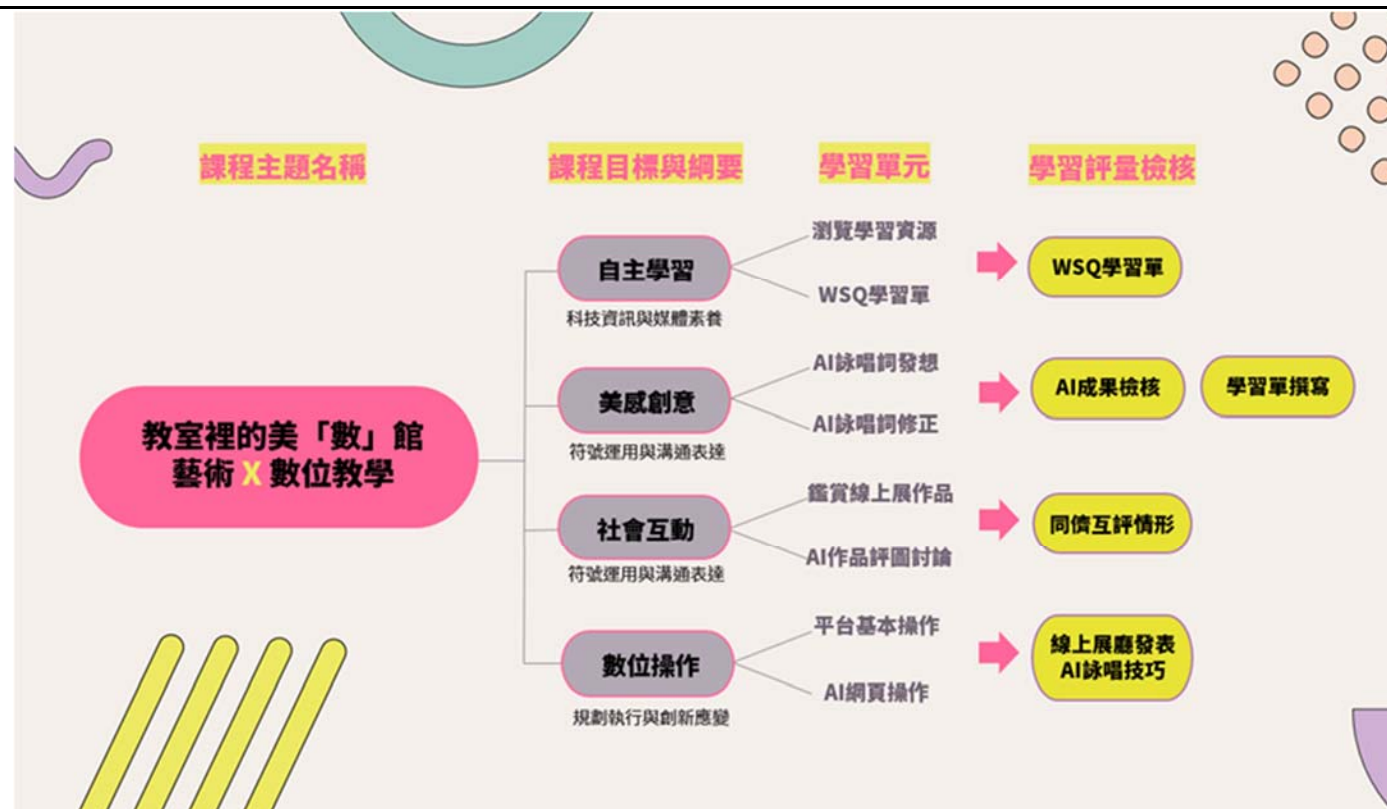 課程主題名稱
課程目標與綱要
學習單元
學習評量檢核
教室裡的美「數」館
藝術 X 數位教學
自主學習
科技資訊與媒體素養
瀏覽學習資源
WSQ學習單
WSQ學習單
美感創意
符號運用與溝通表達
AI詠唱詞發想
AI詠唱詞修正
AI成果檢核
學習單撰寫
社會互動
符號運用與溝通表達
鑑賞線上展作品
AI作品評圖討論
同儕互評情形
數位操作
規劃執行與創新應變
平台基本操作
AI網頁操作
線上展廳發表
AI詠唱技巧